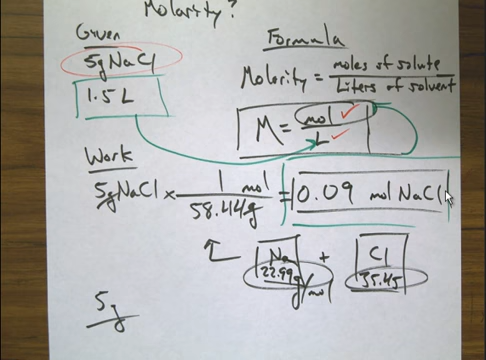 Molarity?
Given
5g NaCl
1.5 L
Formula
Molarity = moles of solute / Liters of solvent
M = mol / L
Work
5g NaCl × 1 mol / 58.44g = 0.09 mol NaCl
Na + Cl
22.99 g/mol 35.45
5g